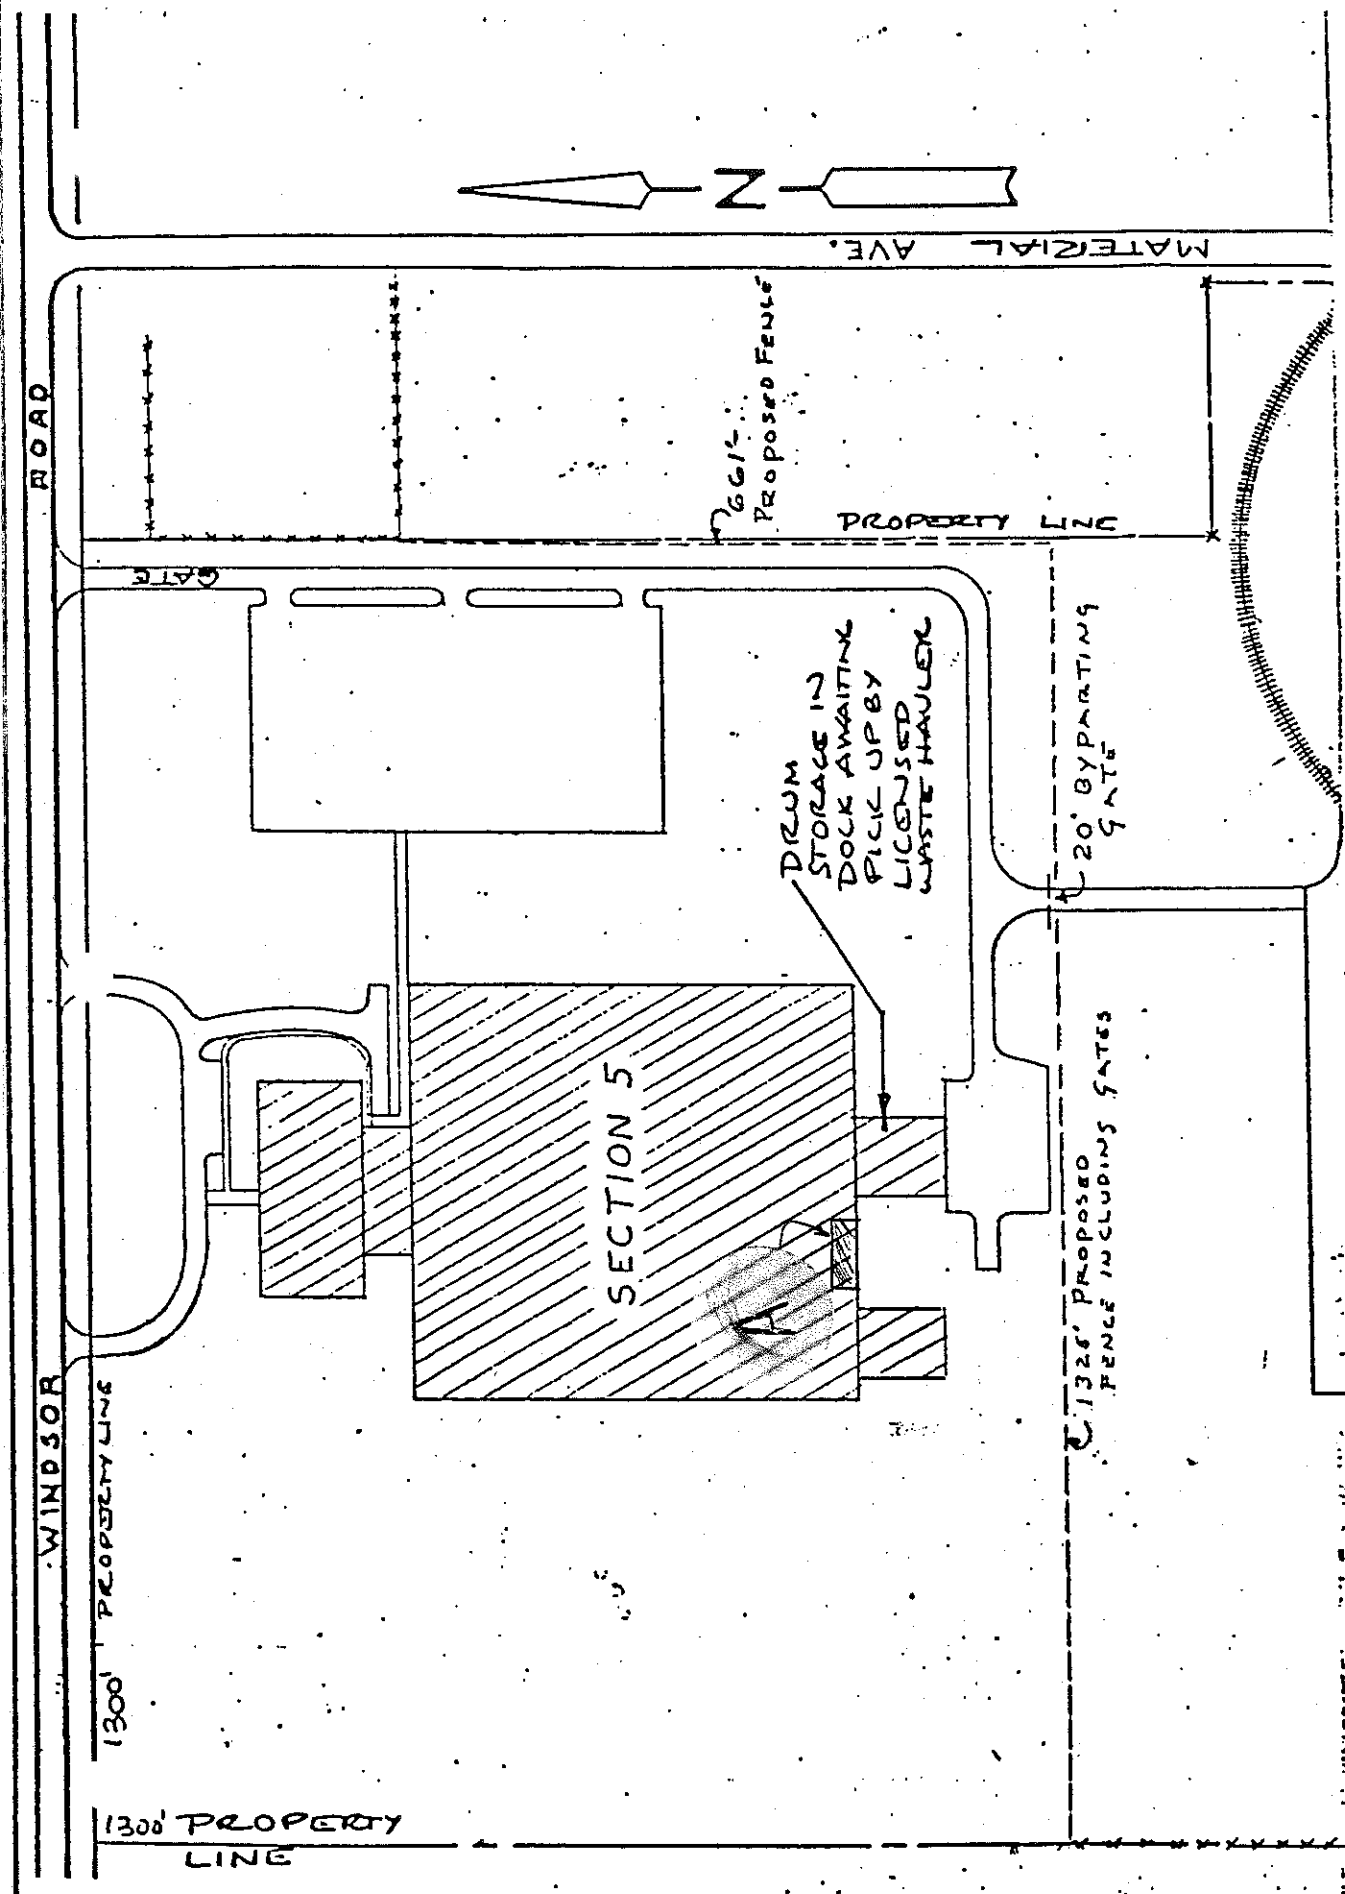 WINDSOR ROAD
N
MATERIAL AVE.
GATE
661'
PROPOSED FENCE
PROPERTY LINE
DRUM
STORAGE IN
DOCK AWAITING
PICK UP BY
LICENSED
WASTE HAULER
20' BYPARTING
GATE
SECTION 5
A
1326' PROPOSED
FENCE INCLUDING GATES
1300' PROPERTY LINE
1300' PROPERTY
LINE